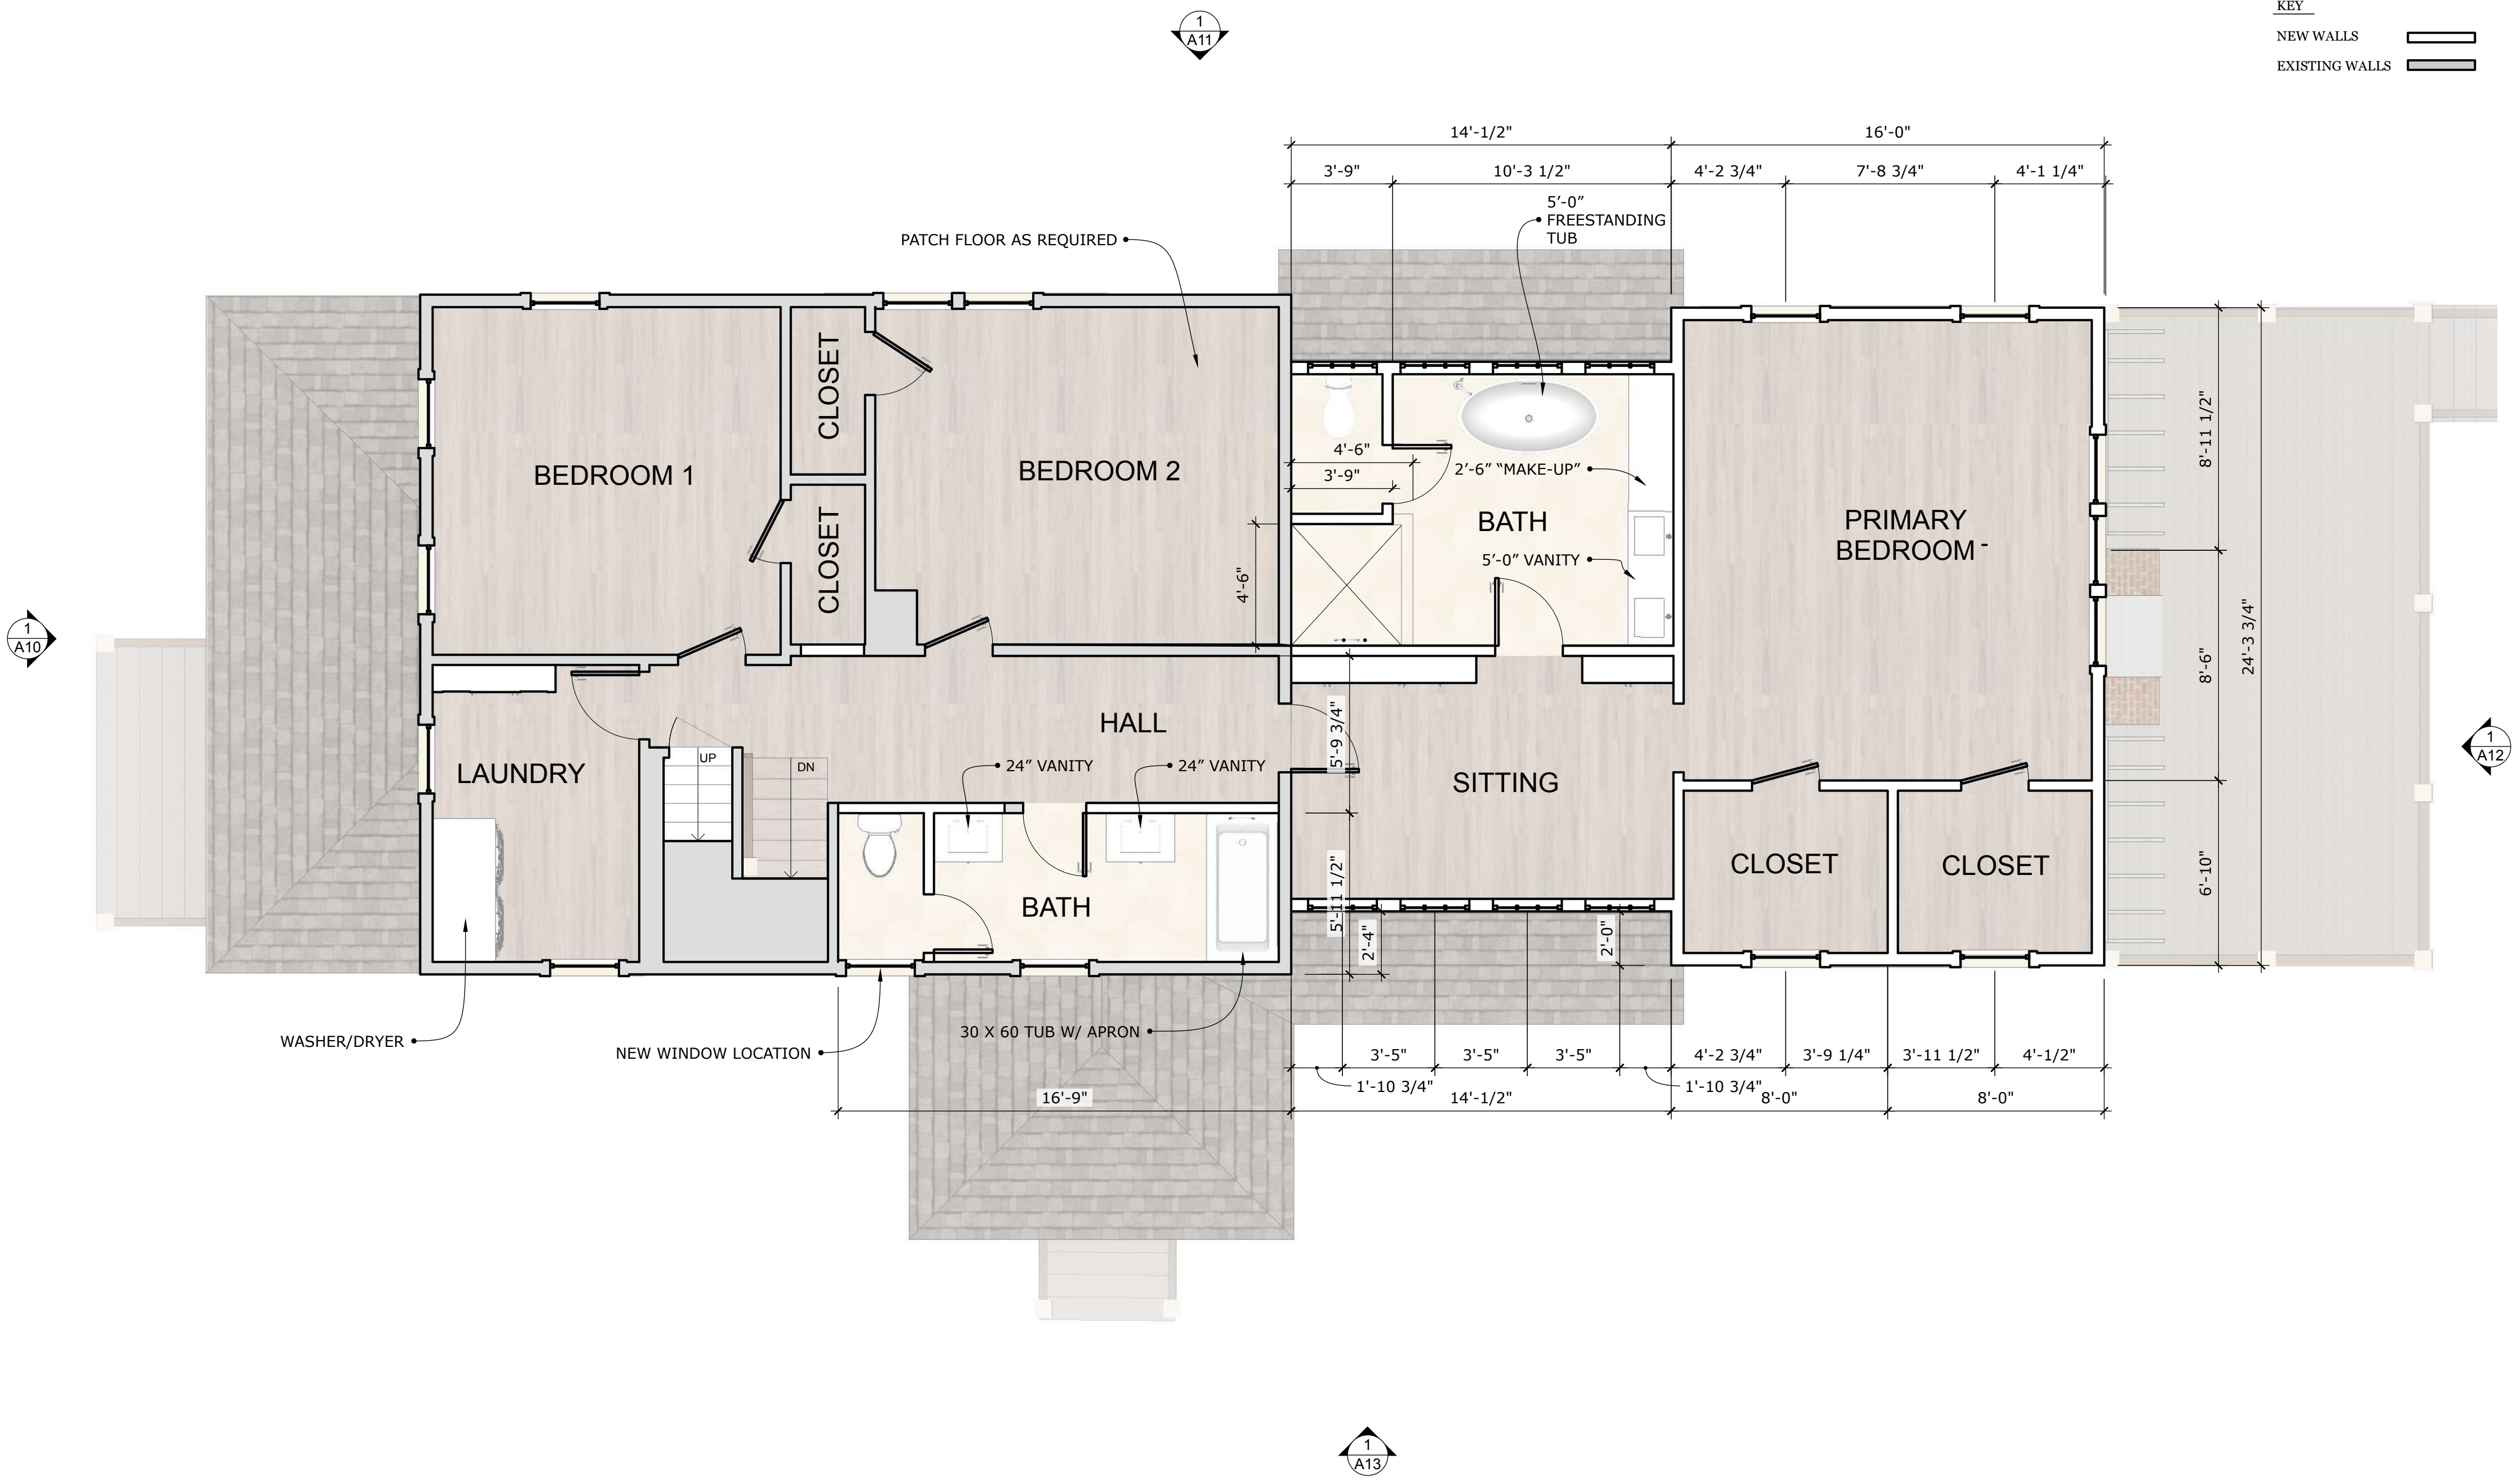 1
A11
KEY
NEW WALLS
EXISTING WALLS
14'-1/2"
16'-0"
3'-9"
10'-3 1/2"
4'-2 3/4"
7'-8 3/4"
4'-1 1/4"
5’-0”
FREESTANDING
TUB
PATCH FLOOR AS REQUIRED
CLOSET
8'-11 1/2"
4'-6"
BEDROOM 1
BEDROOM 2
2’-6” “MAKE-UP”
3'-9"
PRIMARY
BEDROOM
BATH
CLOSET
5’-0” VANITY
4'-6"
1
A10
24'-3 3/4"
8'-6"
HALL
5'-9 3/4"
1
A12
UP
DN
LAUNDRY
24” VANITY
24” VANITY
SITTING
CLOSET
CLOSET
6'-10"
BATH
5'-11 1/2"
2'-4"
2'-0"
WASHER/DRYER
NEW WINDOW LOCATION
30 X 60 TUB W/ APRON
3'-5"
3'-5"
3'-5"
4'-2 3/4"
3'-9 1/4"
3'-11 1/2"
4'-1/2"
1'-10 3/4"
1'-10 3/4"
16'-9"
14'-1/2"
8'-0"
8'-0"
1
A13